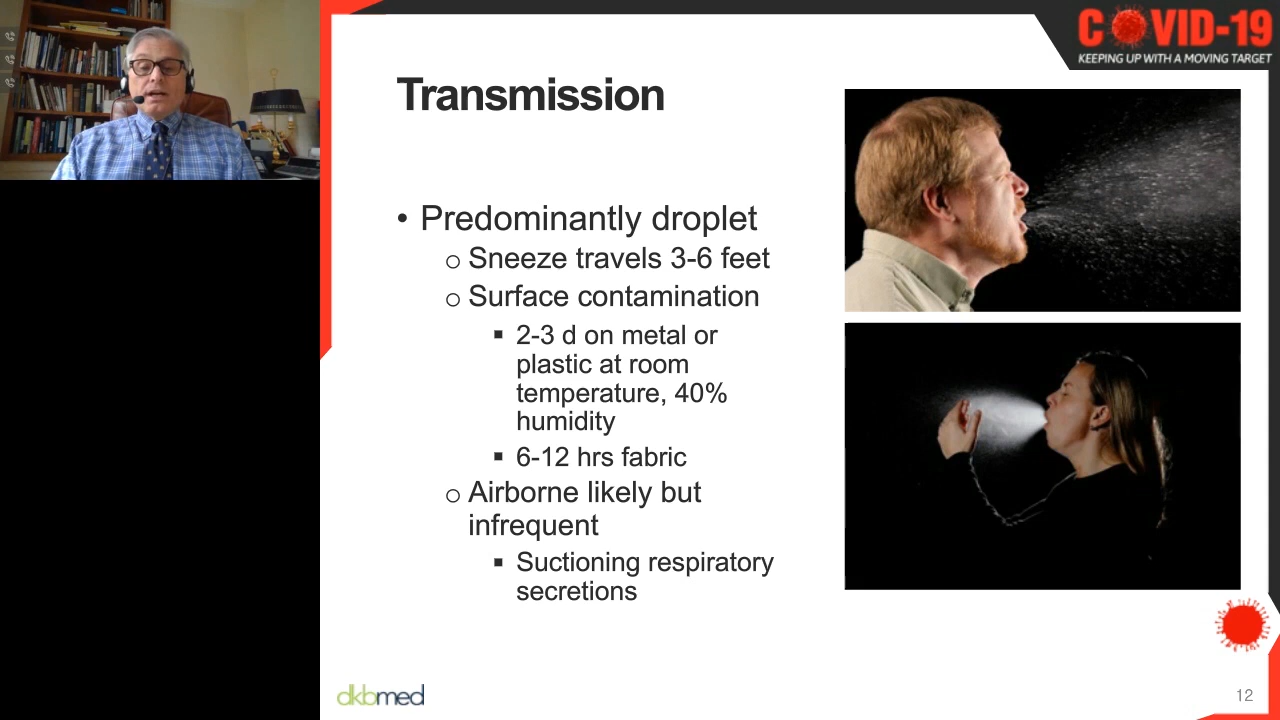 COVID-19
KEEPING UP WITH A MOVING TARGET
Transmission
• Predominantly droplet
o Sneeze travels 3-6 feet
o Surface contamination
▪ 2-3 d on metal or
plastic at room
temperature, 40%
humidity
▪ 6-12 hrs fabric
o Airborne likely but
infrequent
▪ Suctioning respiratory
secretions
dkbmed
12